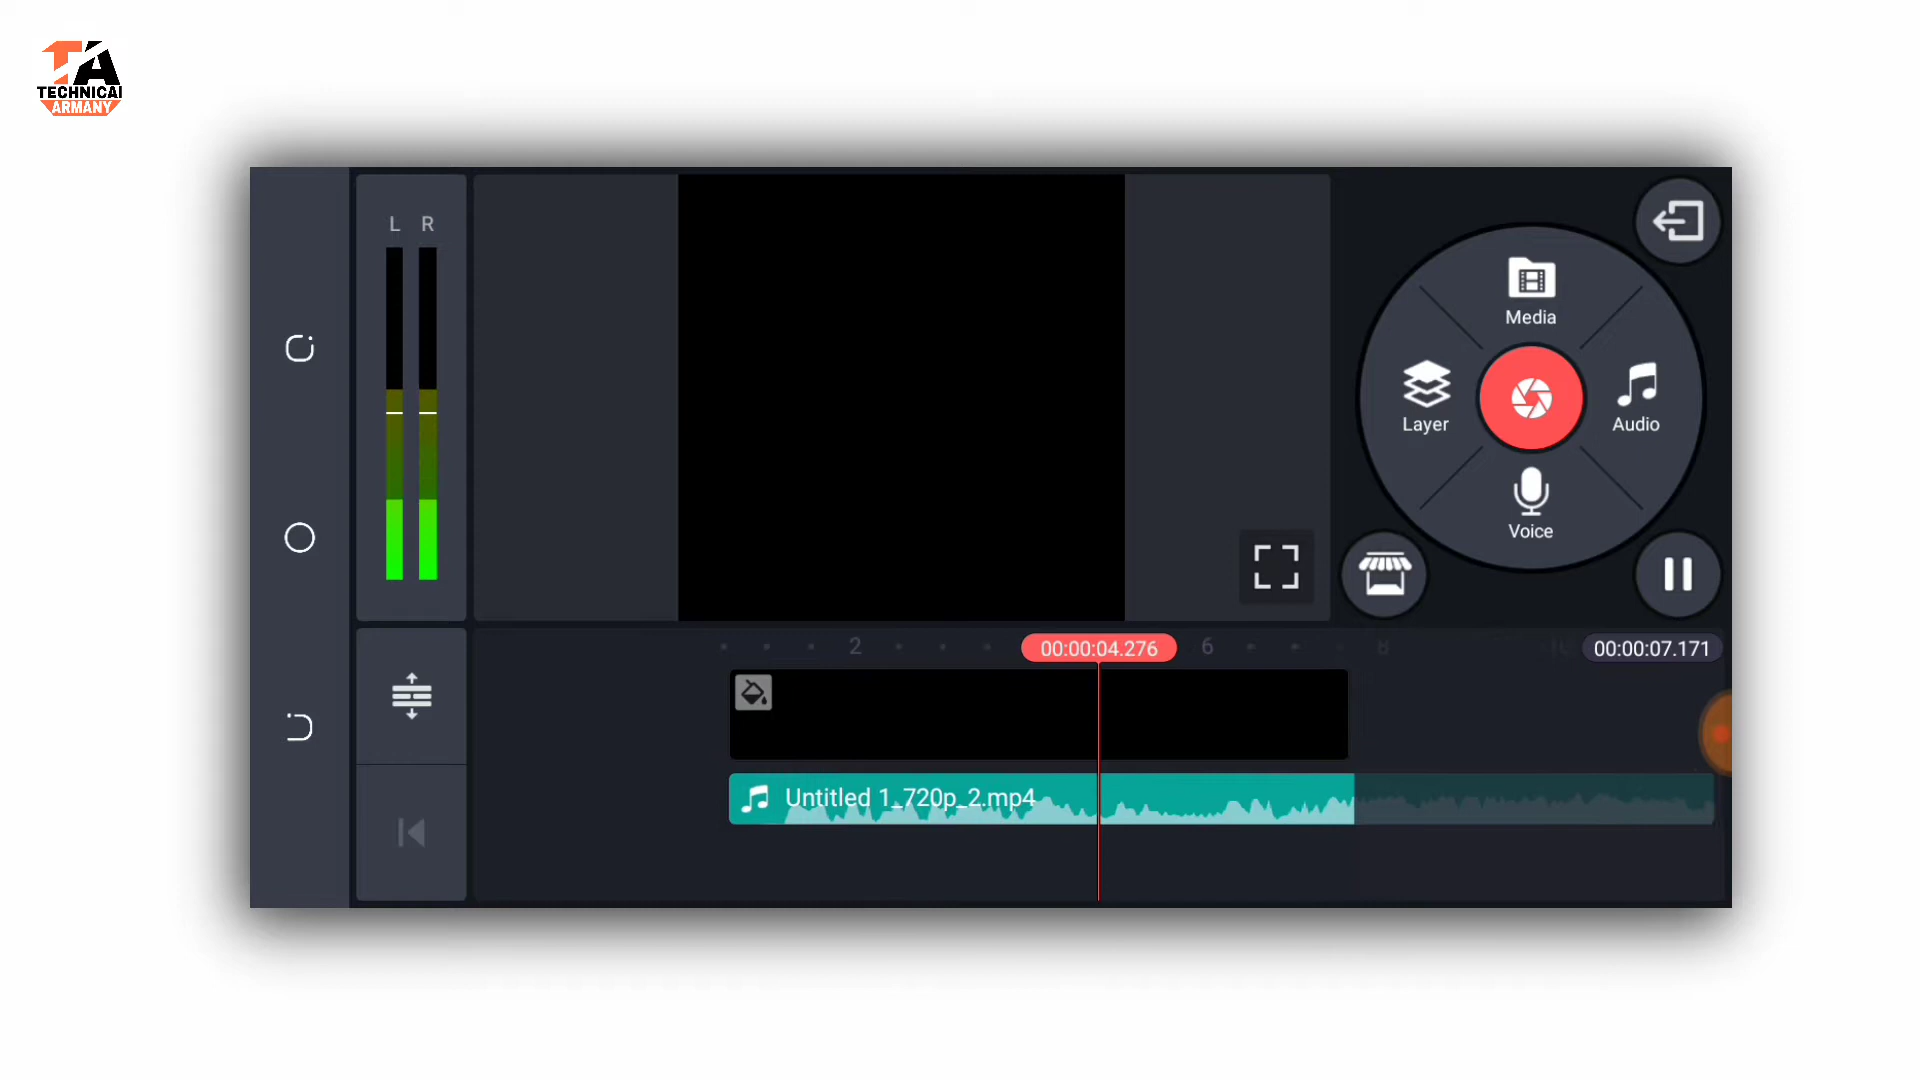 TECHNICAl
ARMANY
L R
Media
Layer
Audio
Voice
2
00:00:04.276
6
8
00:00:07.171
Untitled 1_720p_2.mp4